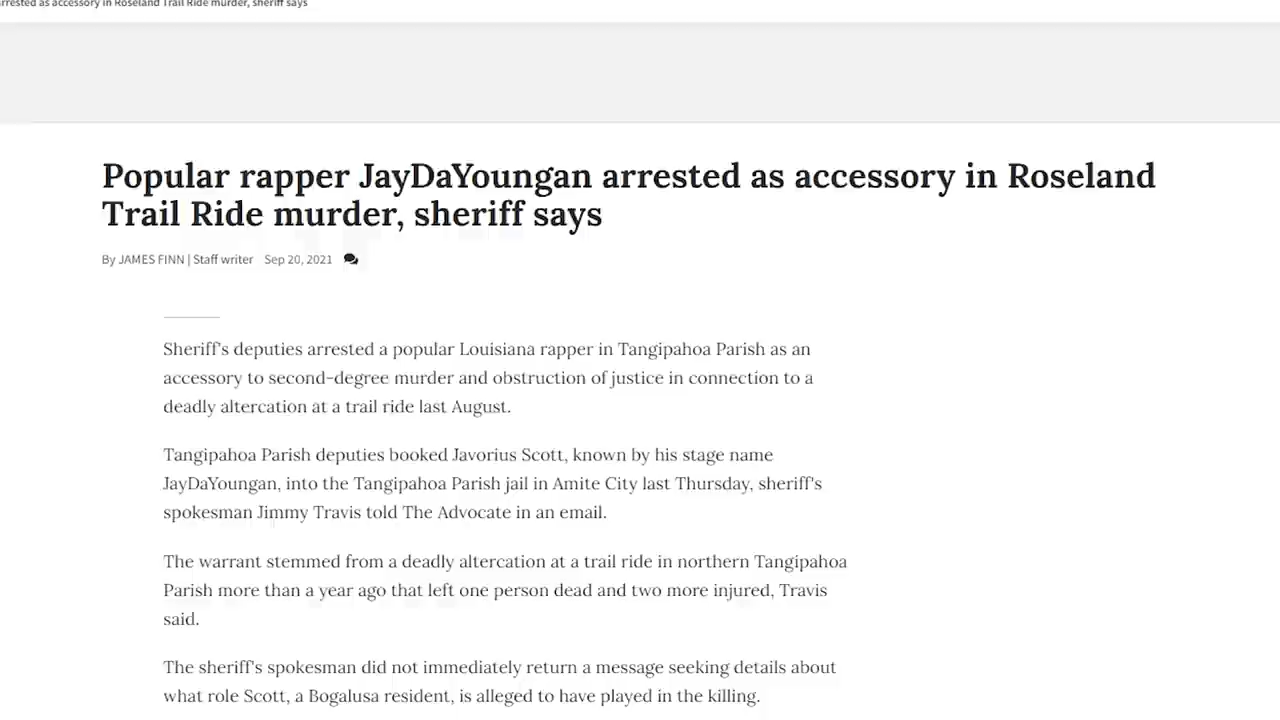 arrested as accessory in Roseland Trail Ride murder, sheriff says
Popular rapper JayDaYoungan arrested as accessory in Roseland
Trail Ride murder, sheriff says
By JAMES FINN | Staff writer Sep 20, 2021
Sheriff's deputies arrested a popular Louisiana rapper in Tangipahoa Parish as an
accessory to second-degree murder and obstruction of justice in connection to a
deadly altercation at a trail ride last August.
Tangipahoa Parish deputies booked Javorius Scott, known by his stage name
JayDaYoungan, into the Tangipahoa Parish jail in Amite City last Thursday, sheriff's
spokesman Jimmy Travis told The Advocate in an email.
The warrant stemmed from a deadly altercation at a trail ride in northern Tangipahoa
Parish more than a year ago that left one person dead and two more injured, Travis
said.
The sheriff's spokesman did not immediately return a message seeking details about
what role Scott, a Bogalusa resident, is alleged to have played in the killing.